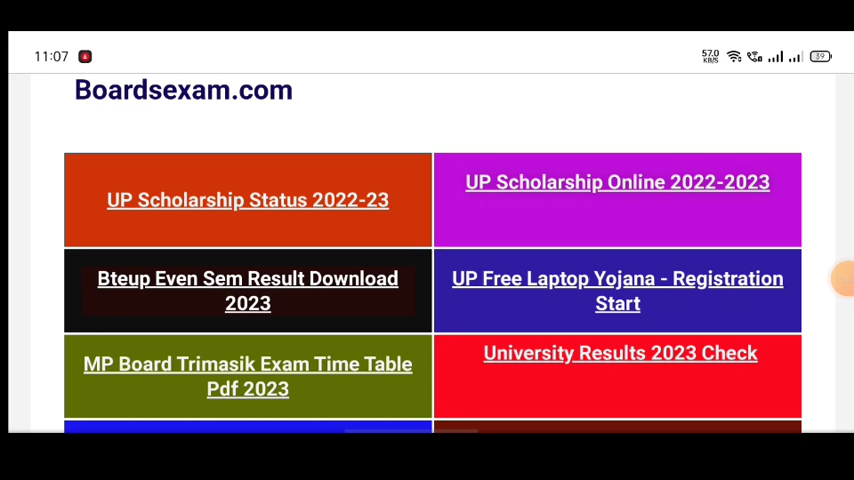 11:07
57.0
KB/S
39
Boardsexam.com
UP Scholarship Status 2022-23
UP Scholarship Online 2022-2023
Bteup Even Sem Result Download
2023
UP Free Laptop Yojana - Registration
Start
MP Board Trimasik Exam Time Table
Pdf 2023
University Results 2023 Check